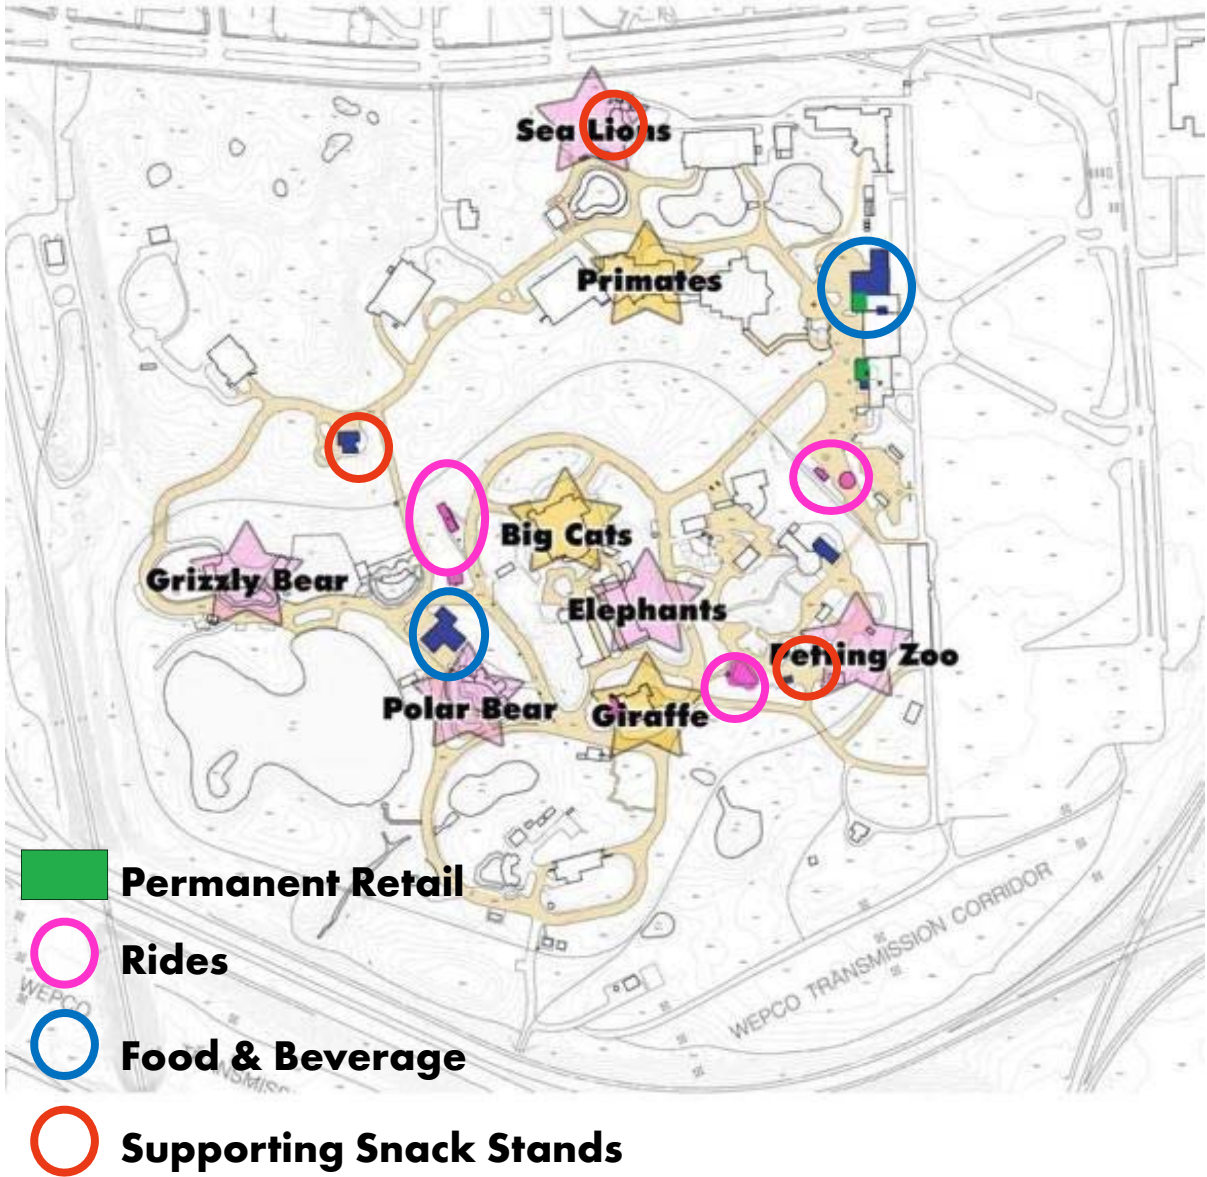 Sea Lions
Primates
Big Cats
Grizzly Bear
Elephants
Petting Zoo
Polar Bear
Giraffe
Permanent Retail
Rides
WEPCO
WEPCO TRANSMISSION CORRIDOR
Food & Beverage
Supporting Snack Stands